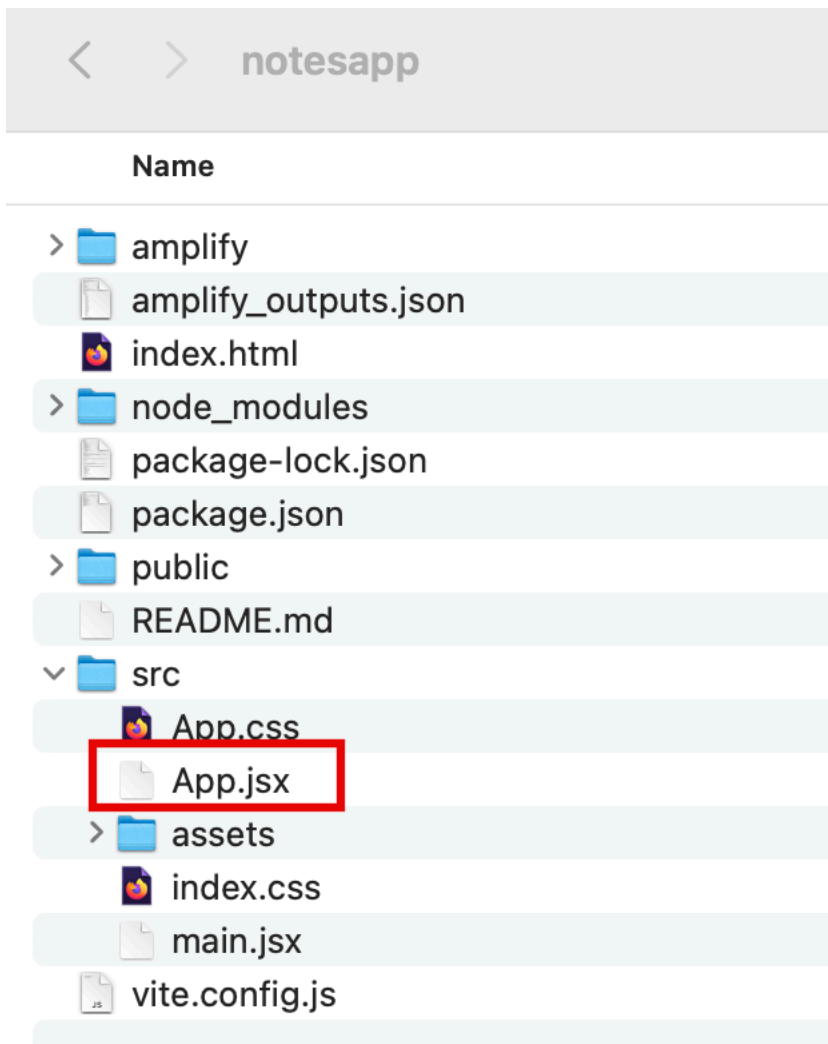 notesapp
Name
amplify
amplify_outputs.json
index.html
node_modules
package-lock.json
package.json
public
README.md
src
App.css
App.jsx
assets
index.css
main.jsx
JS
vite.config.js